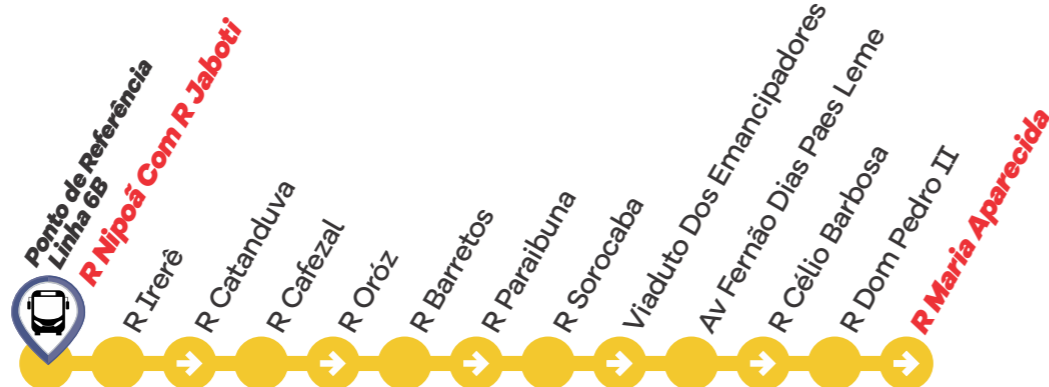 Ponto de Referência
Linha 6B
R Nipoã Com R Jaboti
R Irerê
R Catanduva
R Cafezal
R Oróz
R Barretos
R Paraibuna
R Sorocaba
Viaduto Dos Emancipadores
Av Fernão Dias Paes Leme
R Célio Barbosa
R Dom Pedro II
R Maria Aparecida